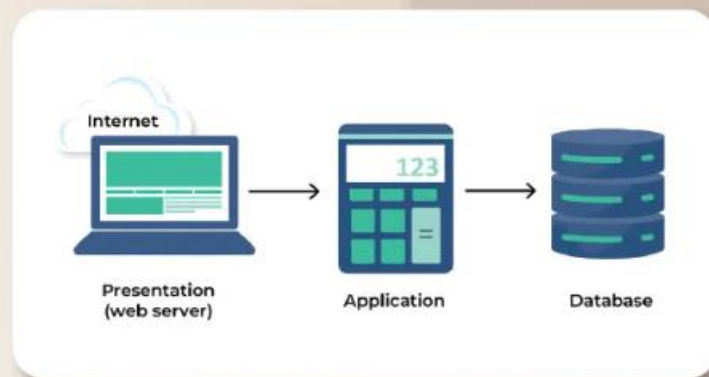 Internet
123
=
Presentation
(web server)
Application
Database